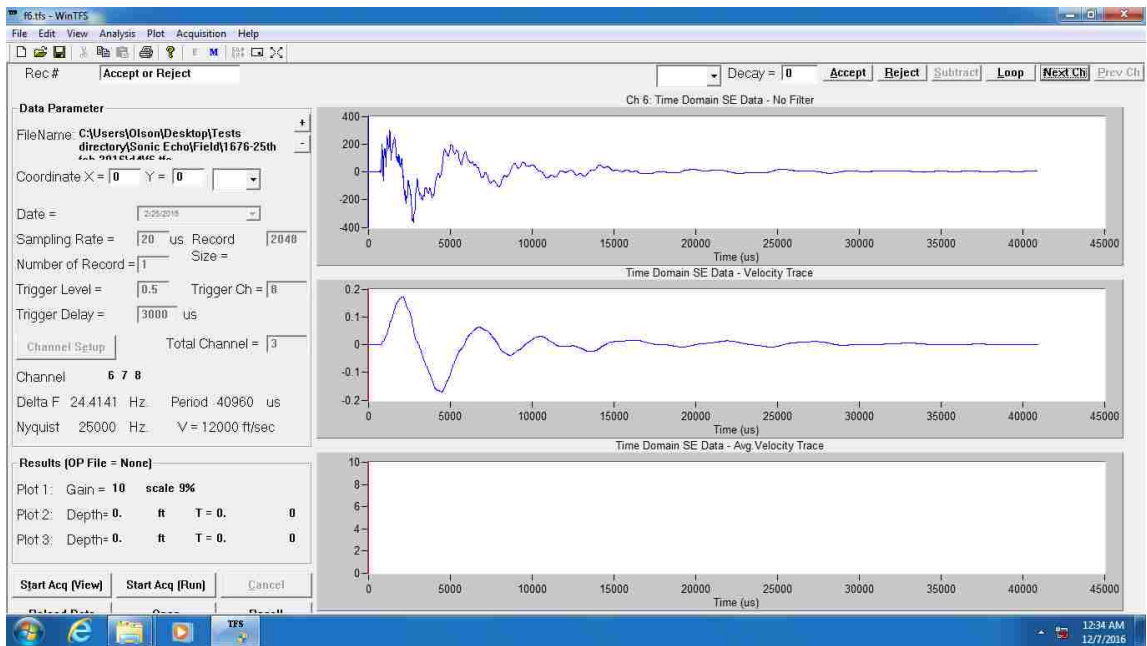 f6.tfs - WinTFS
File Edit View Analysis Plot Acquisition Help
Rec # Accept or Reject
Decay = 0 Accept Reject Subtract Loop Next Ch Prev Ch
Data Parameter
FileName: C:\Users\Olson\Desktop\Tests
directory\Sonic Echo\Field\1676-25th
+
-
Coordinate X = 0 Y = 0
Date = 2/25/2016
Sampling Rate = 20 us Record Size = 2048
Number of Record = 1
Trigger Level = 0.5 Trigger Ch = 8
Trigger Delay = 3000 us
Channel Setup Total Channel = 3
Channel 6 7 8
Delta F 24.4141 Hz. Period 40960 us
Nyquist 25000 Hz. V = 12000 ft/sec
Results (OP File = None)
Plot 1: Gain = 10 scale 9%
Plot 2: Depth= 0. ft T = 0. 0
Plot 3: Depth= 0. ft T = 0. 0
Start Acq (View) Start Acq (Run) Cancel
Ch 6: Time Domain SE Data - No Filter
400
200
0
-200
-400
0 5000 10000 15000 20000 25000 30000 35000 40000 45000
Time (us)
Time Domain SE Data - Velocity Trace
0.2
0.1
0
-0.1
-0.2
0 5000 10000 15000 20000 25000 30000 35000 40000 45000
Time (us)
Time Domain SE Data - Avg.Velocity Trace
10
8
6
4
2
0
0 5000 10000 15000 20000 25000 30000 35000 40000 45000
Time (us)
TFS
12:34 AM
12/7/2016